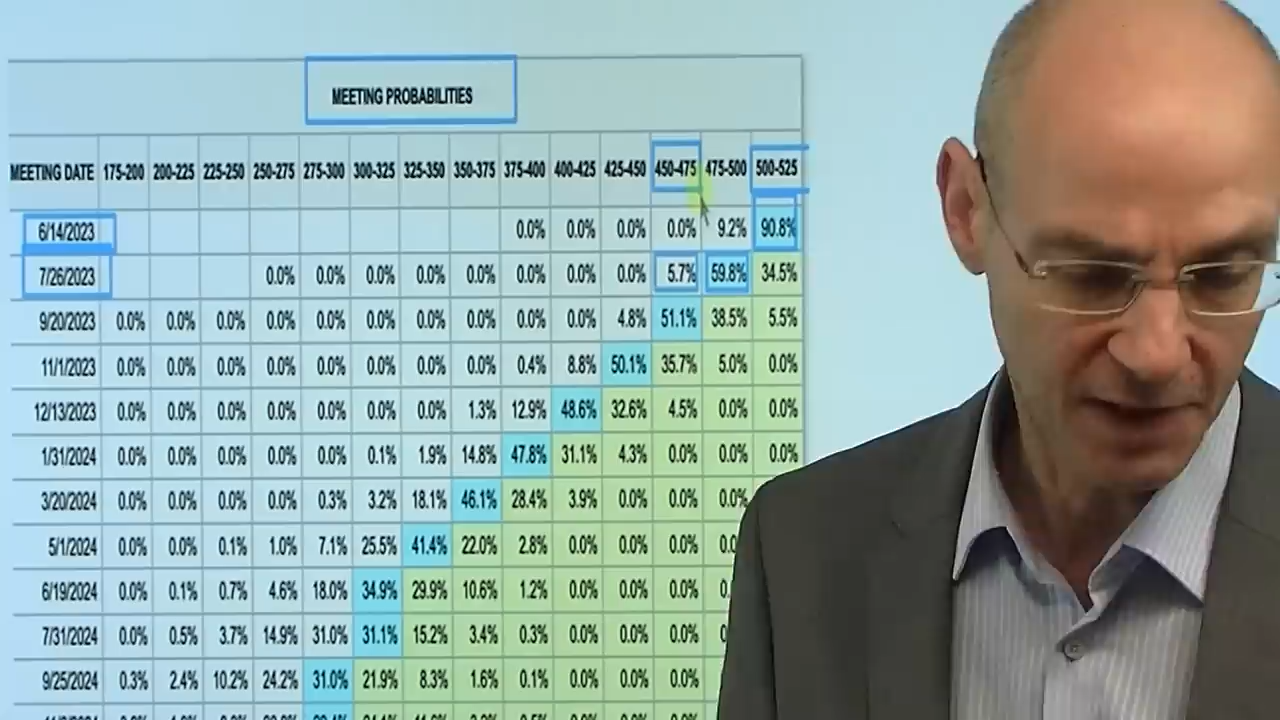 MEETING PROBABILITIES
MEETING DATE 175-200 200-225 225-250 250-275 275-300 300-325 325-350 350-375 375-400 400-425 425-450 450-475 475-500 500-525
6/14/2023 0.0% 0.0% 0.0% 0.0% 9.2% 90.8%
7/26/2023 0.0% 0.0% 0.0% 0.0% 0.0% 0.0% 0.0% 0.0% 5.7% 59.8% 34.5%
9/20/2023 0.0% 0.0% 0.0% 0.0% 0.0% 0.0% 0.0% 0.0% 0.0% 0.0% 4.8% 51.1% 38.5% 5.5%
11/1/2023 0.0% 0.0% 0.0% 0.0% 0.0% 0.0% 0.0% 0.0% 0.4% 8.8% 50.1% 35.7% 5.0% 0.0%
12/13/2023 0.0% 0.0% 0.0% 0.0% 0.0% 0.0% 0.0% 1.3% 12.9% 48.6% 32.6% 4.5% 0.0% 0.0%
1/31/2024 0.0% 0.0% 0.0% 0.0% 0.0% 0.1% 1.9% 14.8% 47.8% 31.1% 4.3% 0.0% 0.0% 0.0%
3/20/2024 0.0% 0.0% 0.0% 0.0% 0.3% 3.2% 18.1% 46.1% 28.4% 3.9% 0.0% 0.0% 0.0%
5/1/2024 0.0% 0.0% 0.1% 1.0% 7.1% 25.5% 41.4% 22.0% 2.8% 0.0% 0.0% 0.0%
6/19/2024 0.0% 0.1% 0.7% 4.6% 18.0% 34.9% 29.9% 10.6% 1.2% 0.0% 0.0% 0.0%
7/31/2024 0.0% 0.5% 3.7% 14.9% 31.0% 31.1% 15.2% 3.4% 0.3% 0.0% 0.0% 0.0%
9/25/2024 0.3% 2.4% 10.2% 24.2% 31.0% 21.9% 8.3% 1.6% 0.1% 0.0% 0.0% 0.0%